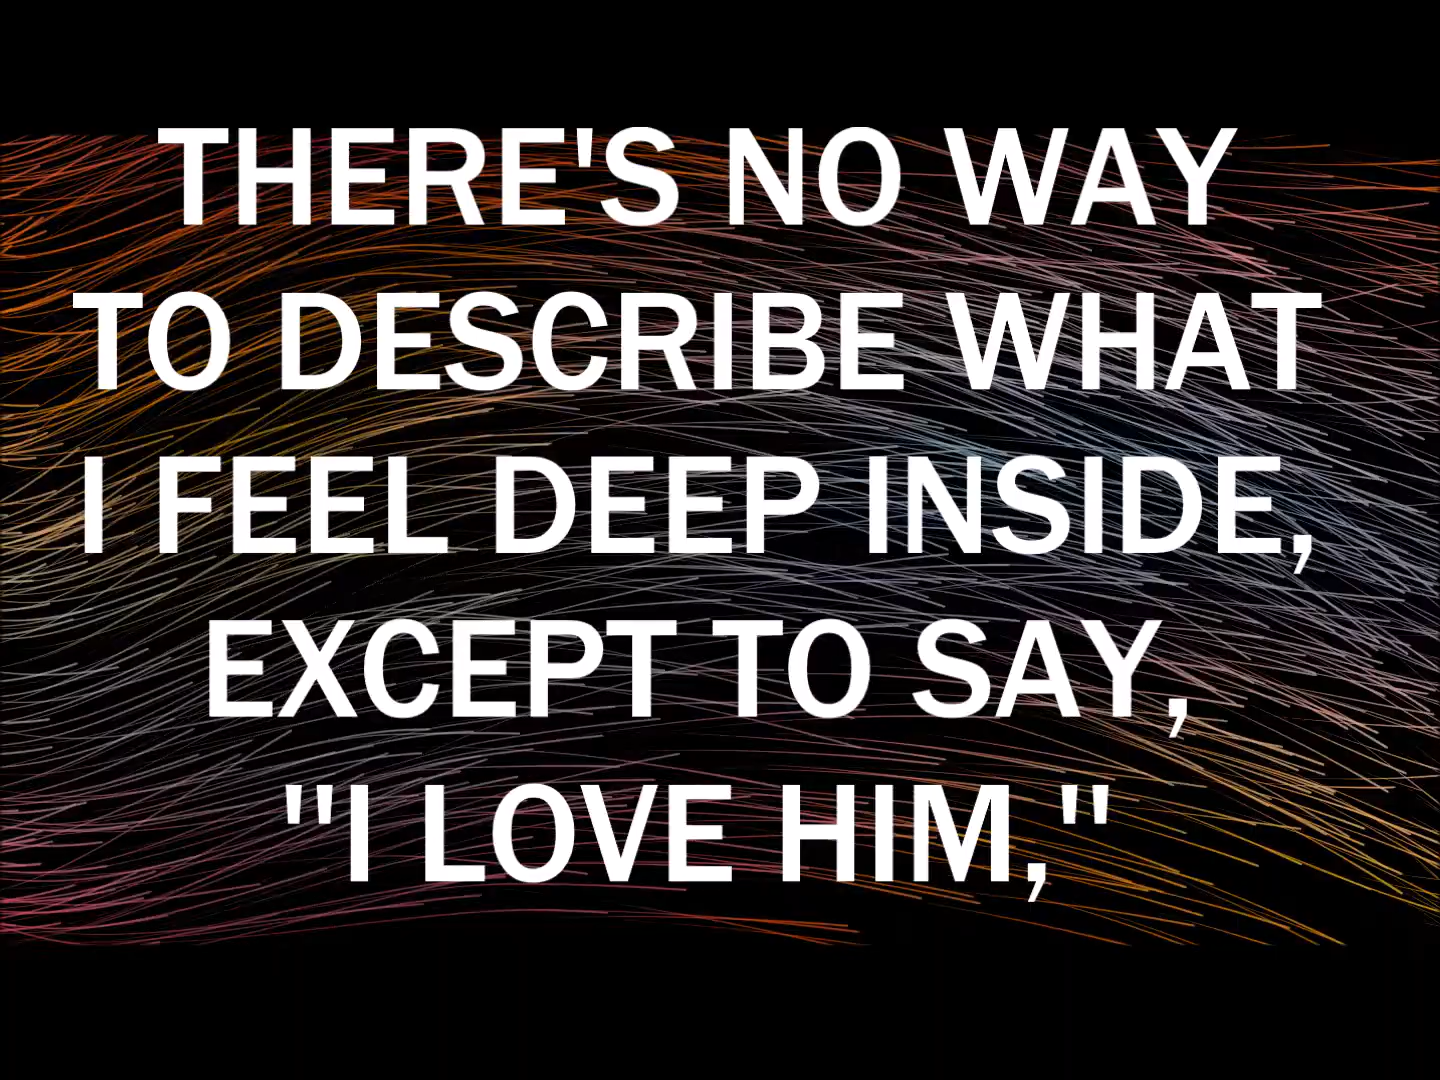 THERE'S NO WAY
TO DESCRIBE WHAT
I FEEL DEEP INSIDE,
EXCEPT TO SAY,
"I LOVE HIM,"